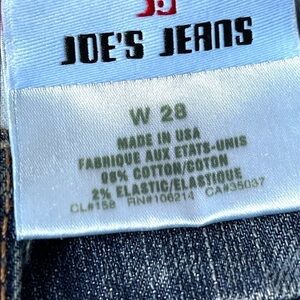 JOE'S JEANS
W 28
MADE IN USA
FABRIQUE AUX ETATS-UNIS
98% COTTON/COTON
2% ELASTIC/ELASTIQUE
CL#158 RN#106214 CA#35037